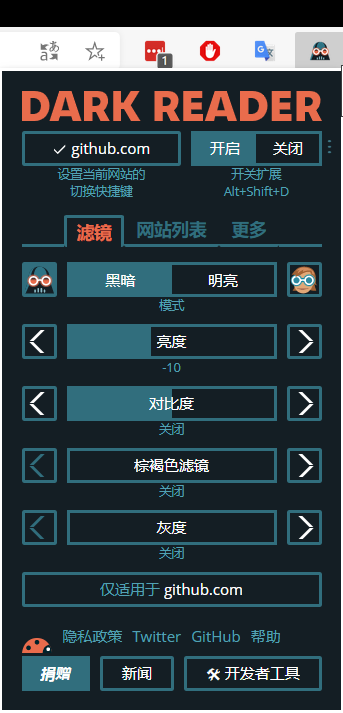 1
DARK READER
✓ github.com 开启 关闭
设置当前网站的 开关扩展
切换快捷键 Alt+Shift+D
滤镜 网站列表 更多
黑暗 明亮
模式
亮度
-10
对比度
关闭
棕褐色滤镜
关闭
灰度
关闭
仅适用于 github.com
隐私政策 Twitter GitHub 帮助
捐赠 新闻 🛠 开发者工具